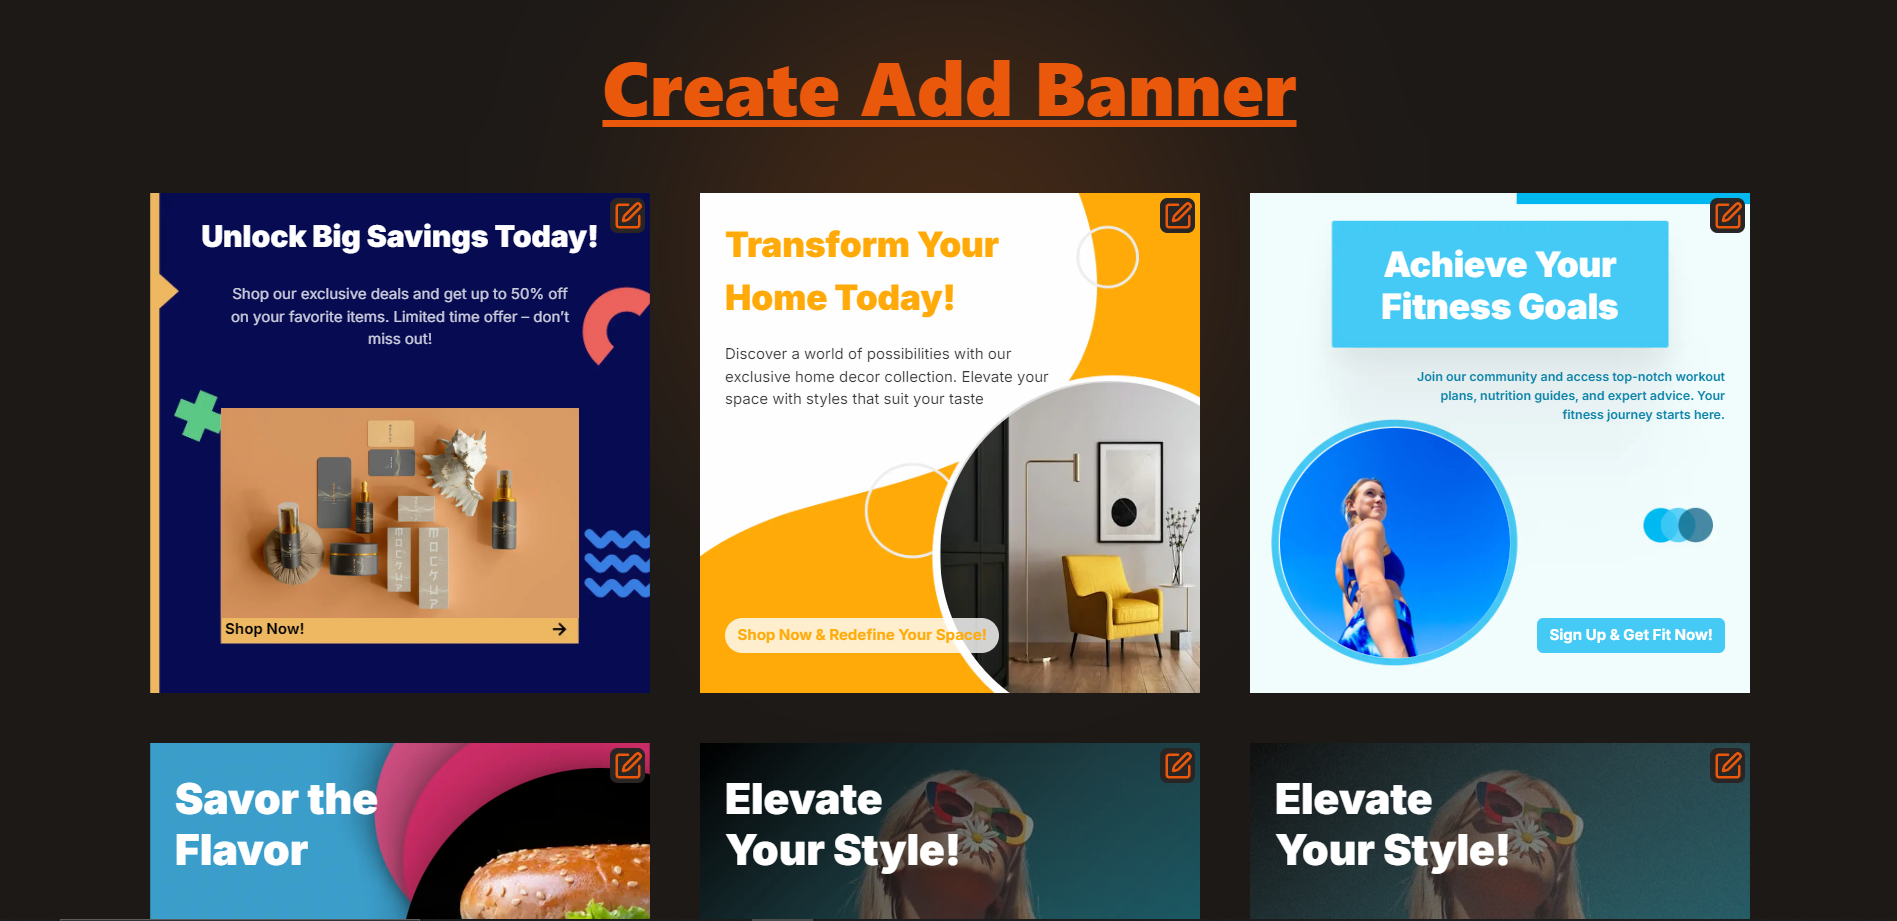 Create Add Banner
Unlock Big Savings Today!
Shop our exclusive deals and get up to 50% off
on your favorite items. Limited time offer – don't
miss out!
MOCKUP
MOCKUP
Shop Now!
Transform Your
Home Today!
Discover a world of possibilities with our
exclusive home decor collection. Elevate your
space with styles that suit your taste
Shop Now & Redefine Your Space!
Achieve Your
Fitness Goals
Join our community and access top-notch workout
plans, nutrition guides, and expert advice. Your
fitness journey starts here.
Sign Up & Get Fit Now!
Savor the
Flavor
Elevate
Your Style!
Elevate
Your Style!